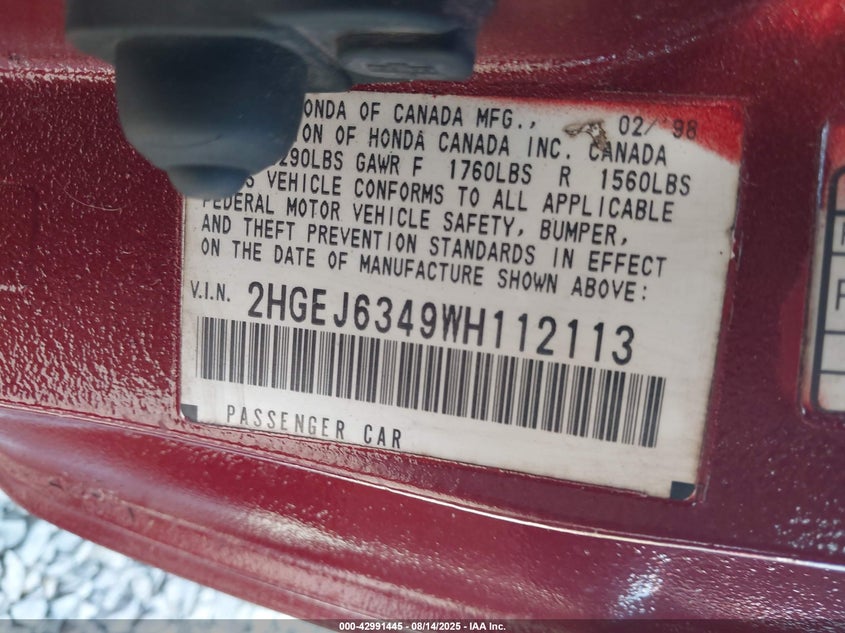 ONDA OF CANADA MFG., 02/ 98
ON OF HONDA CANADA INC. CANADA
290LBS GAWR F 1760LBS R 1560LBS
S VEHICLE CONFORMS TO ALL APPLICABLE
FEDERAL MOTOR VEHICLE SAFETY, BUMPER,
AND THEFT PREVENTION STANDARDS IN EFFECT
ON THE DATE OF MANUFACTURE SHOWN ABOVE:
V.I.N. 2HGEJ6349WH112113
PASSENGER CAR
000-42991445 - 08/14/2025 - IAA Inc.